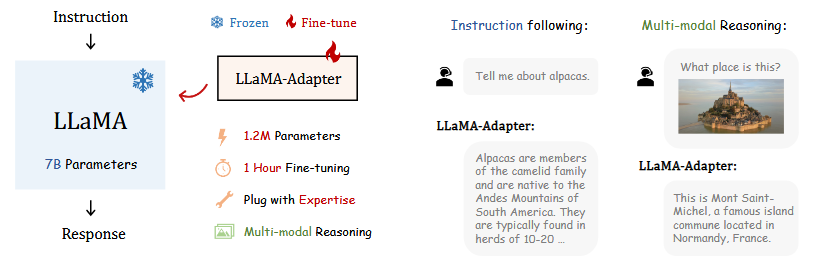 Instruction
LLaMA
7B Parameters
Response
Frozen
Fine-tune
LLaMA-Adapter
1.2M Parameters
1 Hour Fine-tuning
Plug with Expertise
Multi-modal Reasoning
Instruction following:
Tell me about alpacas.
LLaMA-Adapter:
Alpacas are members
of the camelid family
and are native to the
Andes Mountains of
South America. They
are typically found in
herds of 10-20 ...
Multi-modal Reasoning:
What place is this?
LLaMA-Adapter:
This is Mont Saint-
Michel, a famous island
commune located in
Normandy, France.